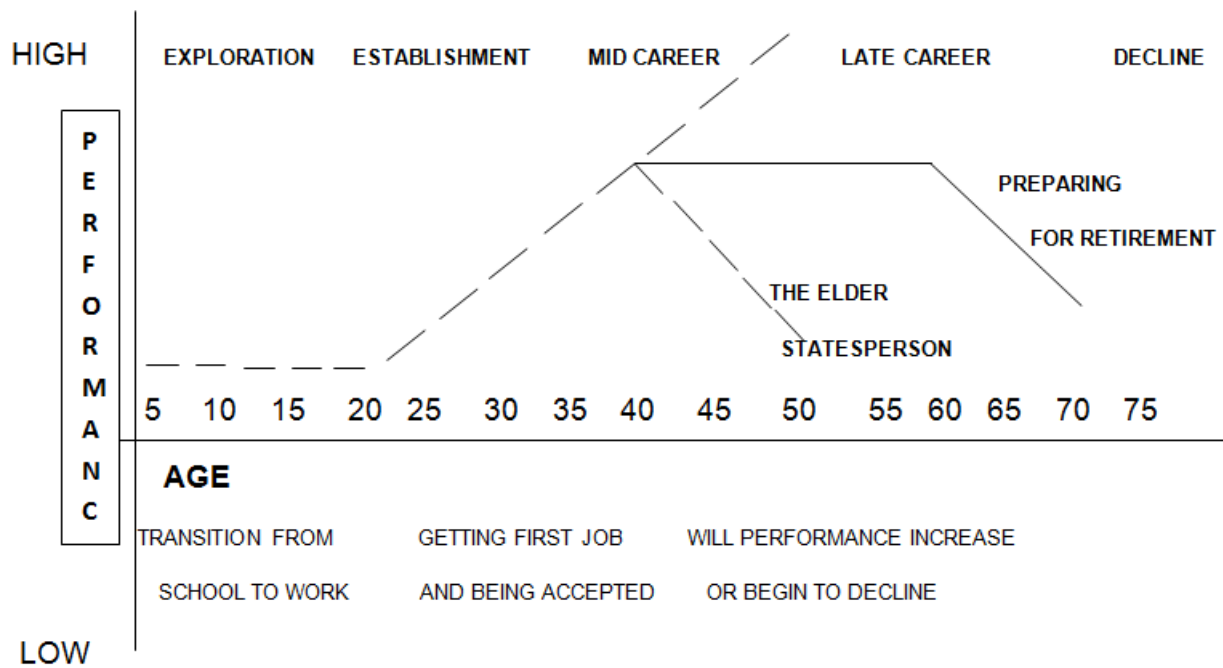 HIGH
EXPLORATION ESTABLISHMENT MID CAREER LATE CAREER DECLINE
PERFORMANC
PREPARING
FOR RETIREMENT
THE ELDER
STATESPERSON
5 10 15 20 25 30 35 40 45 50 55 60 65 70 75
AGE
TRANSITION FROM GETTING FIRST JOB WILL PERFORMANCE INCREASE
SCHOOL TO WORK AND BEING ACCEPTED OR BEGIN TO DECLINE
LOW